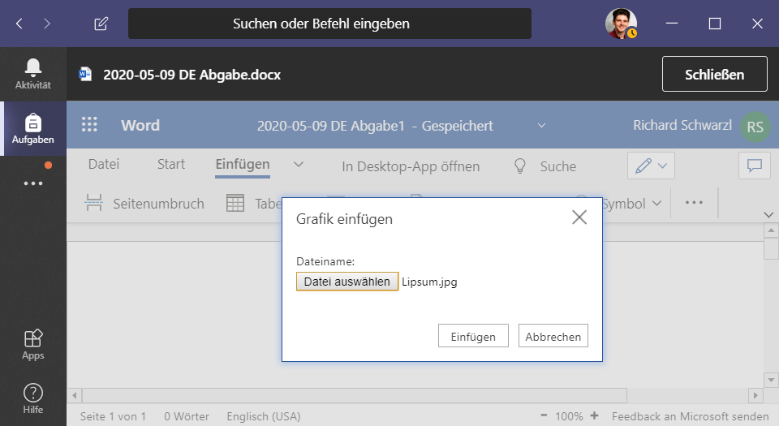 Suchen oder Befehl eingeben
Aktivität
2020-05-09 DE Abgabe.docx
Schließen
Aufgaben
Word
2020-05-09 DE Abgabe1 - Gespeichert
Richard Schwarzl
RS
Datei
Start
Einfügen
In Desktop-App öffnen
Suche
Seitenumbruch
Symbol
Grafik einfügen
Dateiname:
Datei auswählen
Lipsum.jpg
Einfügen
Abbrechen
Apps
Hilfe
Seite 1 von 1
0 Wörter
Englisch (USA)
- 100% +
Feedback an Microsoft senden